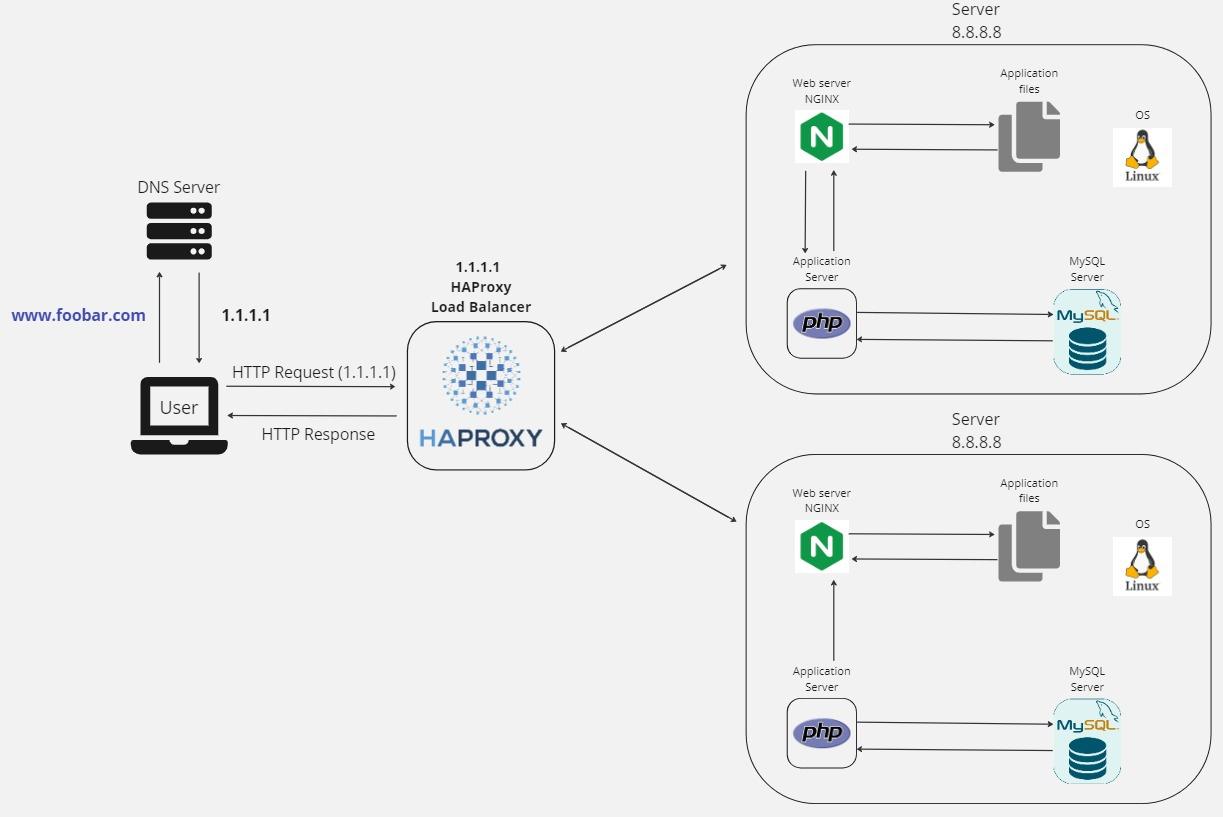 DNS Server
www.foobar.com
1.1.1.1
User
HTTP Request (1.1.1.1)
HTTP Response
1.1.1.1
HAProxy
Load Balancer
HAPROXY
Server
8.8.8.8
Web server
NGINX
N
Application
files
OS
Linux
Application
Server
php
MySQL
Server
MySQL
Server
8.8.8.8
Web server
NGINX
N
Application
files
OS
Linux
Application
Server
php
MySQL
Server
MySQL